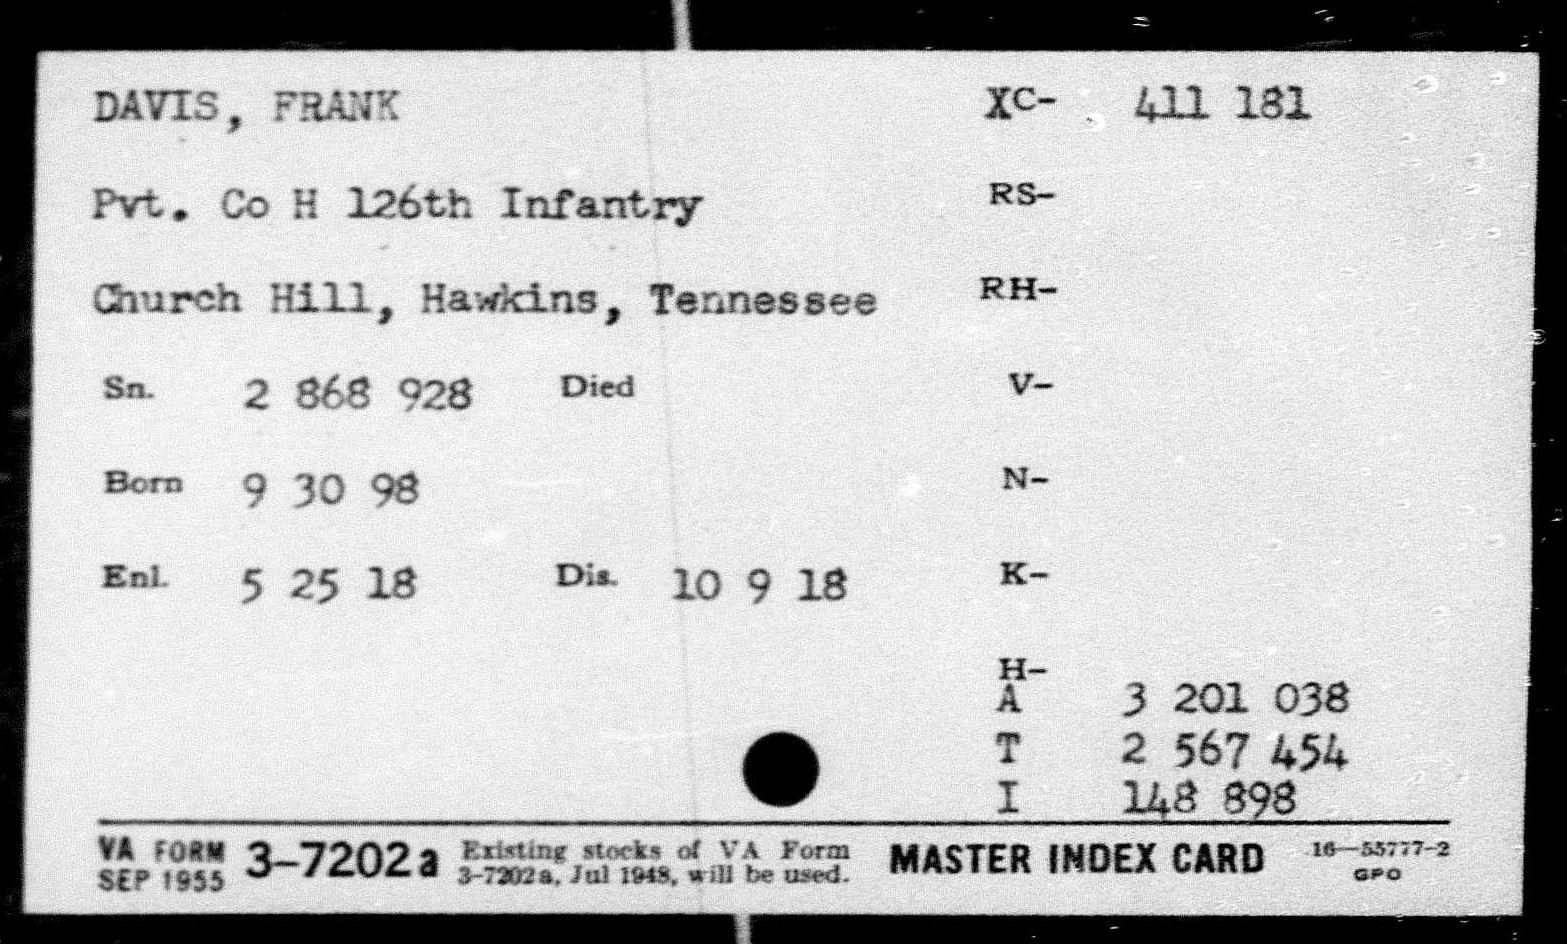 DAVIS, FRANK XC- 411 181
Pvt. Co H 126th Infantry RS-
Church Hill, Hawkins, Tennessee RH-
Sn. 2 868 928 Died V-
Born 9 30 98 N-
Enl. 5 25 18 Dis. 10 9 18 K-
H-
A 3 201 038
T 2 567 454
I 148 898
VA FORM
SEP 1955 3-7202a Existing stocks of VA Form
3-7202a, Jul 1948, will be used. MASTER INDEX CARD 16—55777-2
GPO